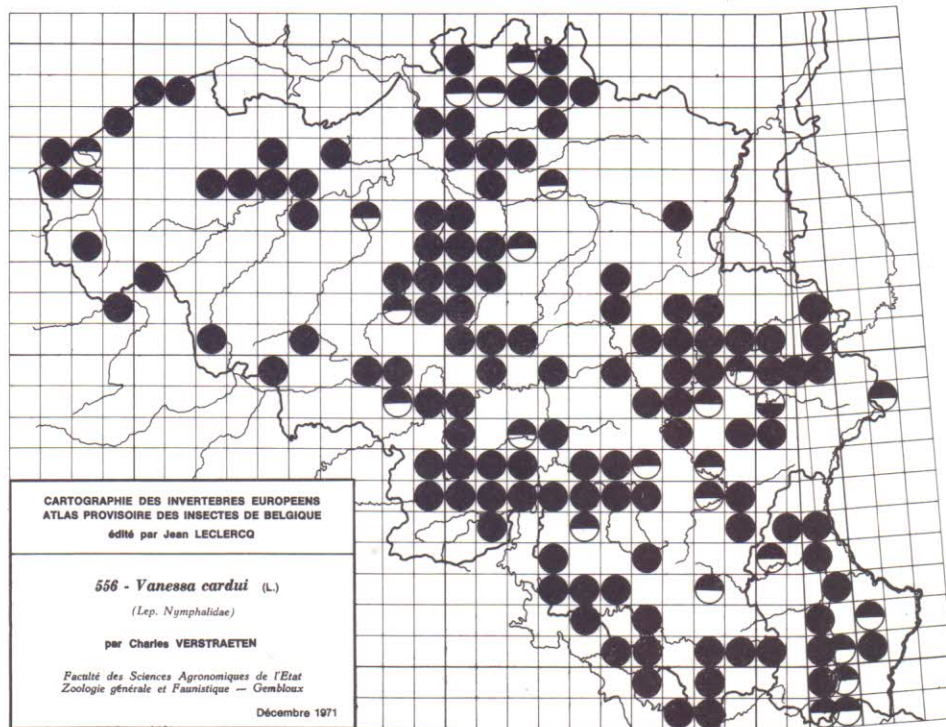 CARTOGRAPHIE DES INVERTEBRES EUROPEENS
ATLAS PROVISOIRE DES INSECTES DE BELGIQUE
édité par Jean LECLERCQ
556 - Vanessa cardui (L.)
(Lep. Nymphalidae)
par Charles VERSTRAETEN
Faculté des Sciences Agronomiques de l'Etat
Zoologie générale et Faunistique — Gembloux
Décembre 1971